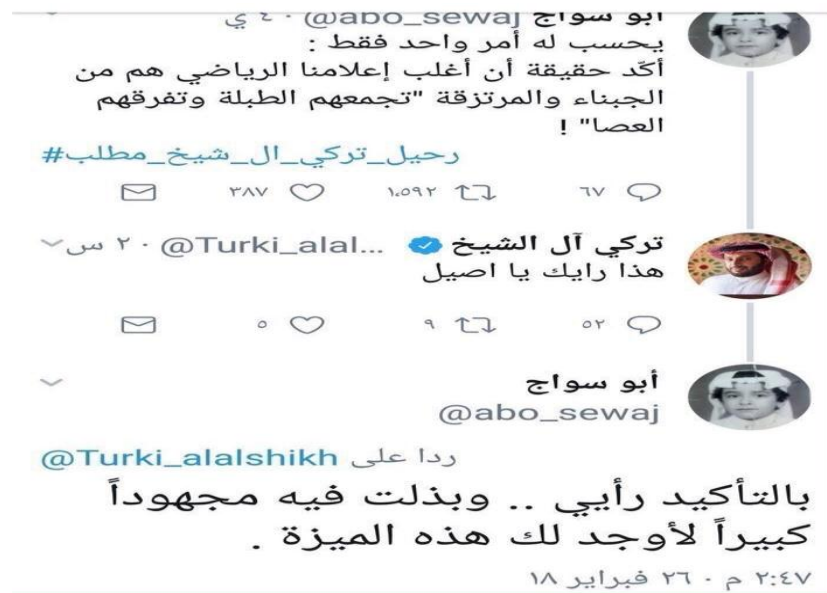 أبو سواج @abo_sewaj · ٤٠ ي
يحسب له أمر واحد فقط :
أكّد حقيقة أن أغلب إعلامنا الرياضي هم من
الجبناء والمرتزقة "تجمعهم الطبلة وتفرقهم
العصا" !
#رحيل_تركي_ال_شيخ_مطلب
٦٧ ١،٥٩٢ ٣٨٧
تركي آل الشيخ @Turki_alal... · ٢٠ س
هذا رايك يا اصيل
٥٢ ٩ ٥
أبو سواج
@abo_sewaj
ردا على @Turki_alalshikh
بالتأكيد رأيي .. وبذلت فيه مجهوداً
كبيراً لأوجد لك هذه الميزة .
٢:٤٧ م · ٢٦ فبراير ١٨